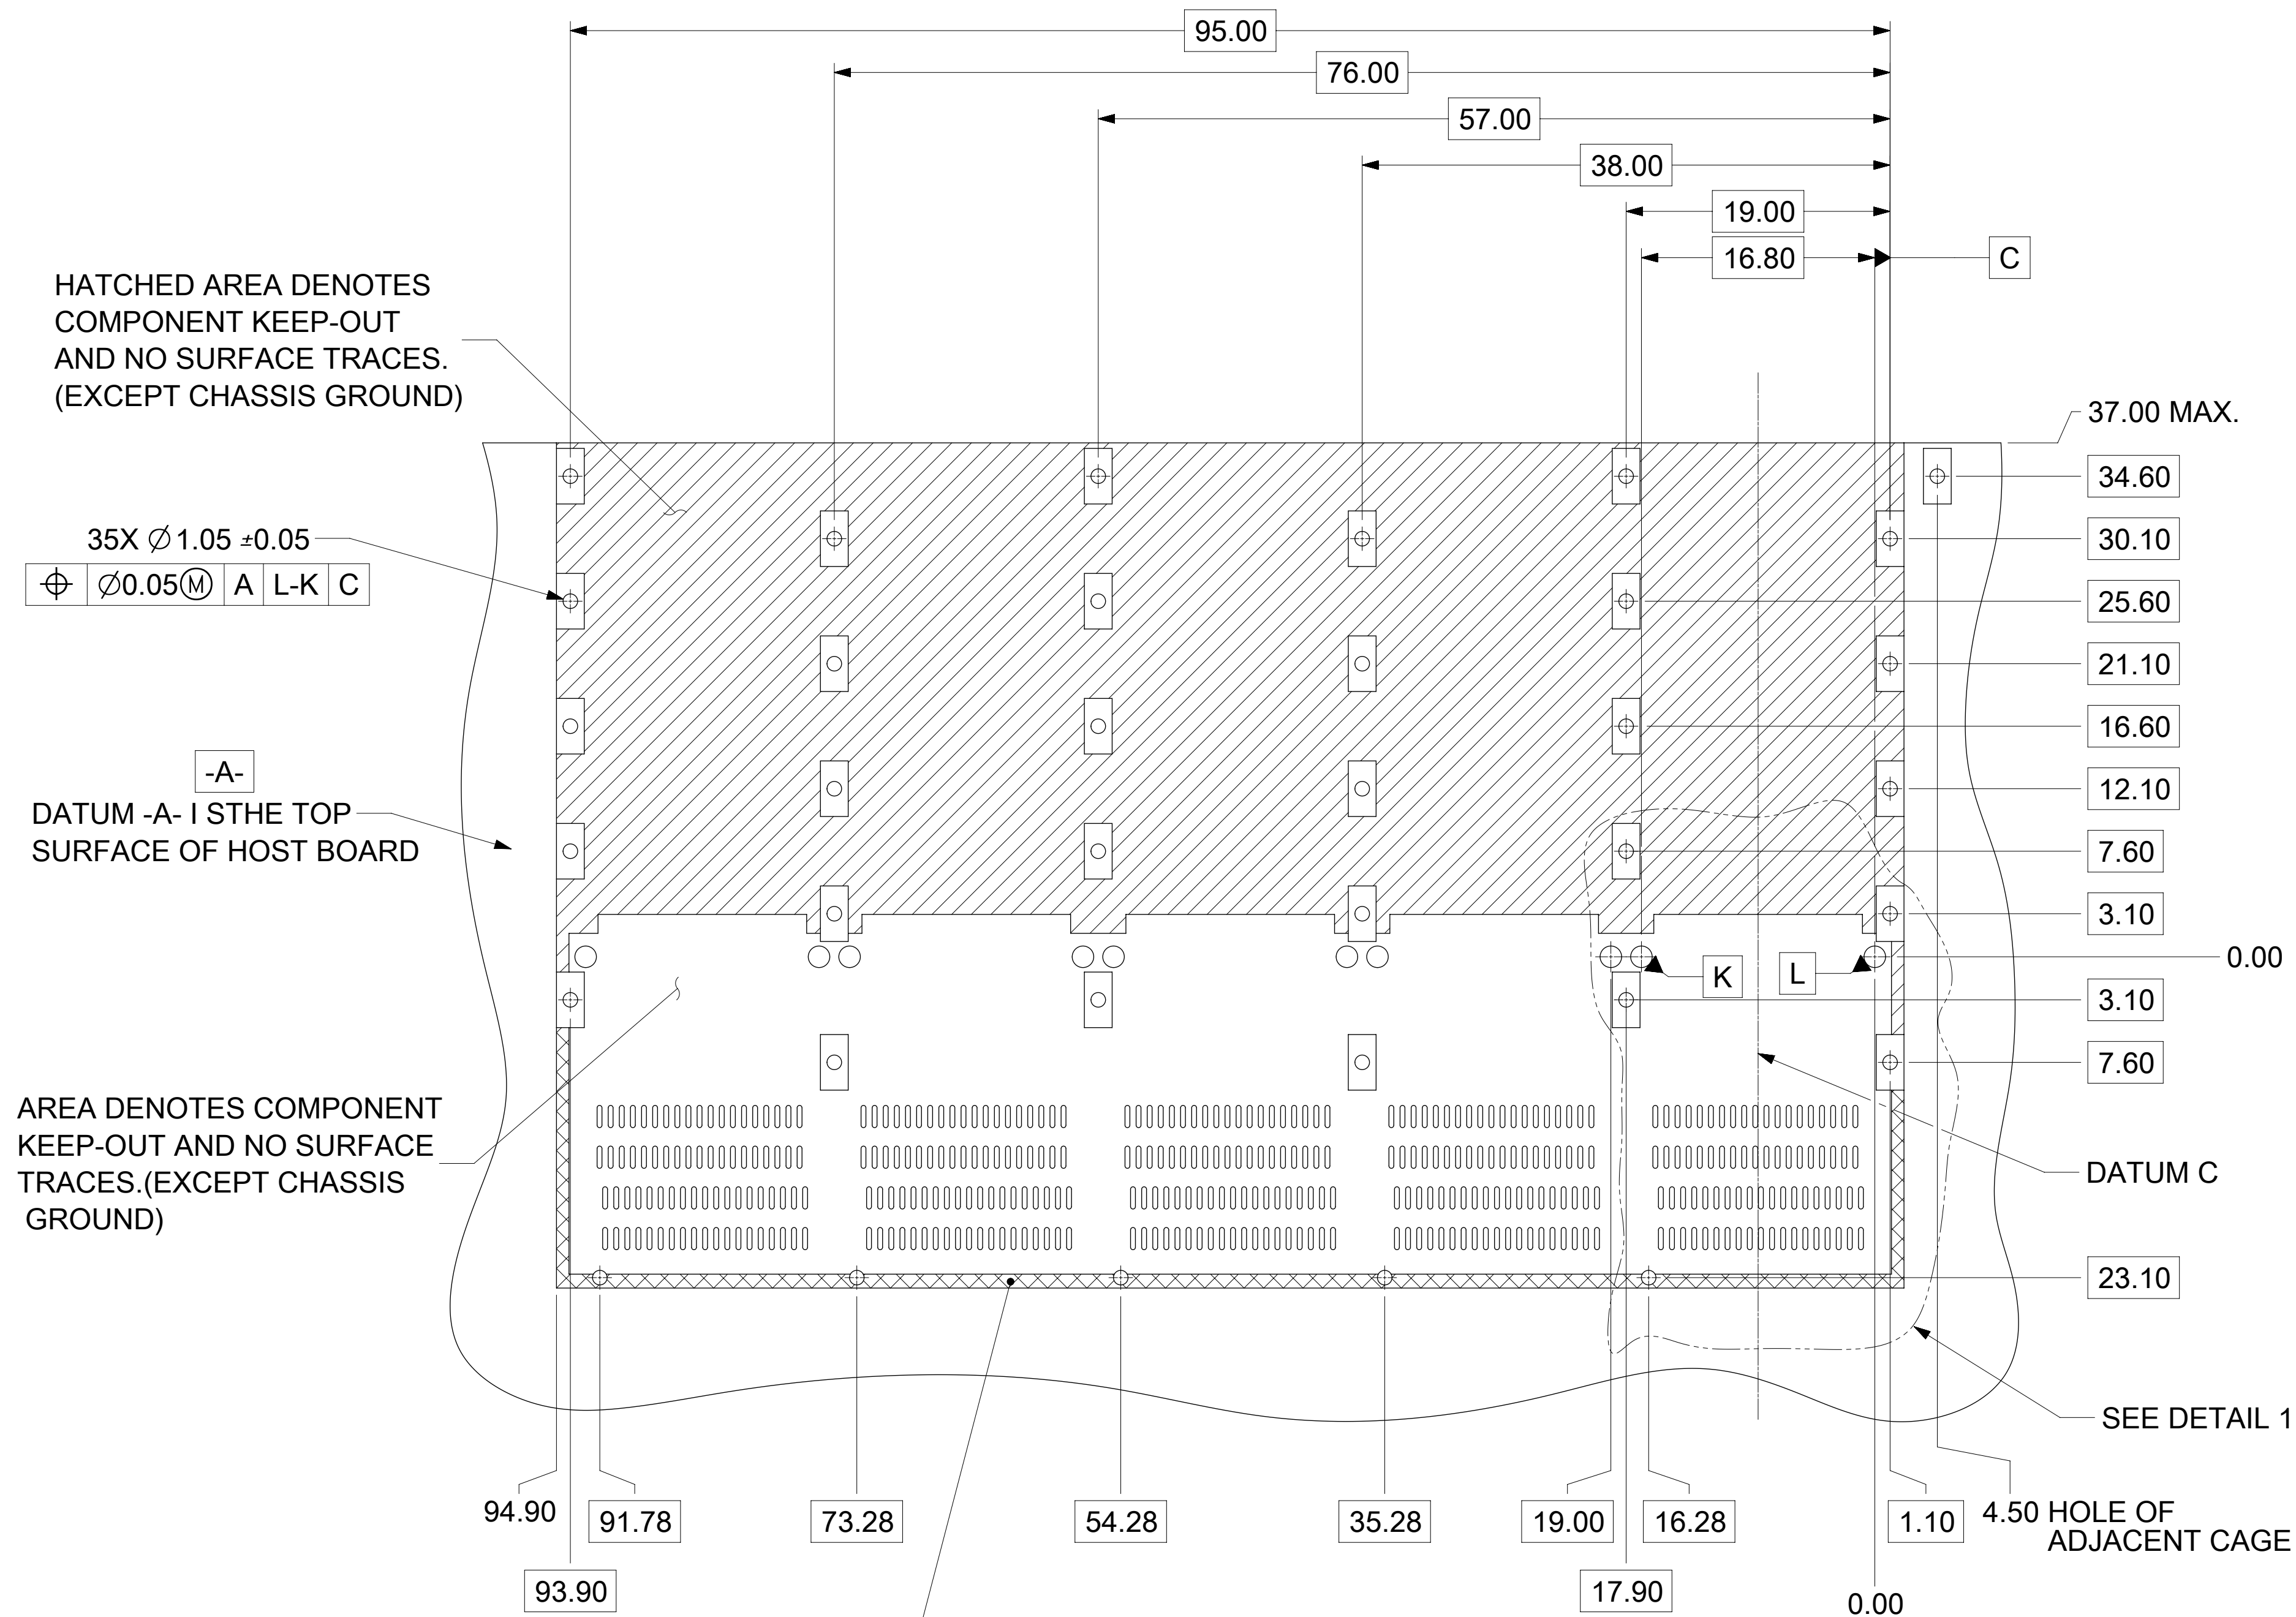 95.00
76.00
57.00
38.00
19.00
16.80
C
HATCHED AREA DENOTES
COMPONENT KEEP-OUT
AND NO SURFACE TRACES.
(EXCEPT CHASSIS GROUND)
37.00 MAX.
34.60
35X ∅1.05 ±0.05
⌖ ∅0.05Ⓜ A L-K C
30.10
25.60
21.10
16.60
-A-
DATUM -A- I STHE TOP
SURFACE OF HOST BOARD
12.10
7.60
3.10
0.00
K
L
3.10
7.60
AREA DENOTES COMPONENT
KEEP-OUT AND NO SURFACE
TRACES.(EXCEPT CHASSIS
GROUND)
DATUM C
23.10
SEE DETAIL 1
94.90
91.78
73.28
54.28
35.28
19.00
16.28
1.10
4.50 HOLE OF
ADJACENT CAGE
93.90
17.90
0.00